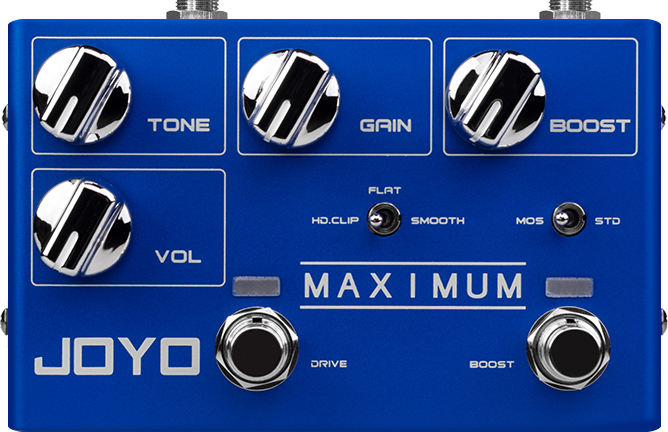 TONE
GAIN
BOOST
VOL
FLAT
HD.CLIP
SMOOTH
MOS
STD
MAXIMUM
JOYO
DRIVE
BOOST